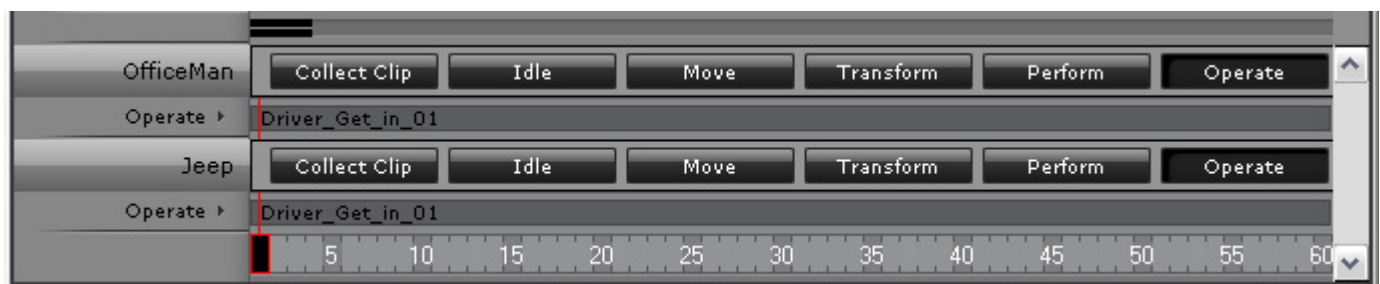 OfficeMan Collect Clip Idle Move Transform Perform Operate
Operate Driver_Get_in_01
Jeep Collect Clip Idle Move Transform Perform Operate
Operate Driver_Get_in_01
5 10 15 20 25 30 35 40 45 50 55 60